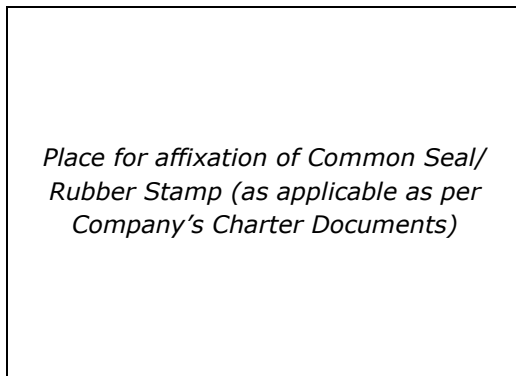 Place for affixation of Common Seal/
Rubber Stamp (as applicable as per
Company’s Charter Documents)